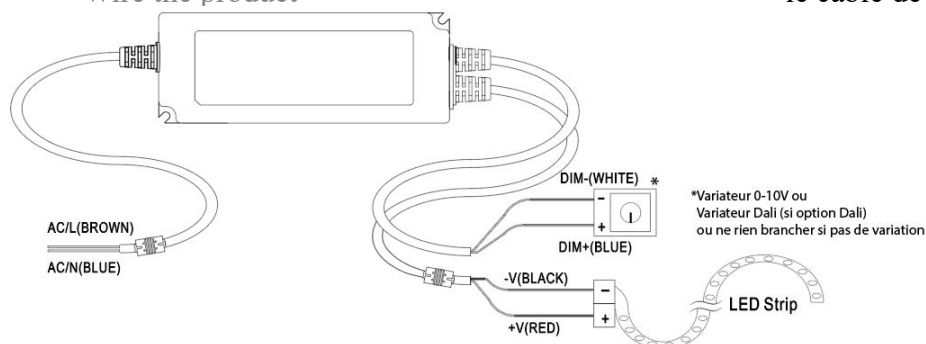 Wire the product
le câble de
DIM-(WHITE) *
*Variateur 0-10V ou
Variateur Dali (si option Dali)
ou ne rien brancher si pas de variation
-
+
DIM+(BLUE)
AC/L(BROWN)
AC/N(BLUE)
-V(BLACK)
-
+
+V(RED)
LED Strip